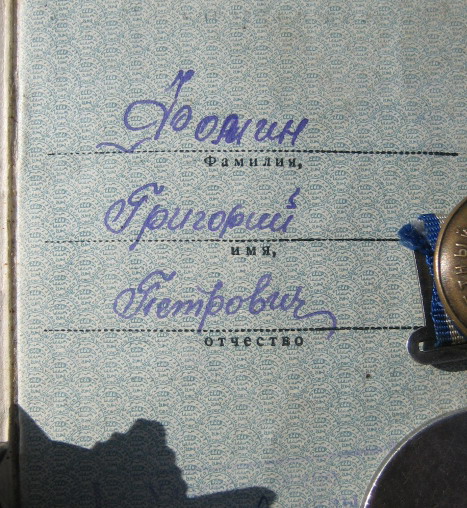 Фомин
Фамилия,
Григорий
имя,
Петрович
отчество